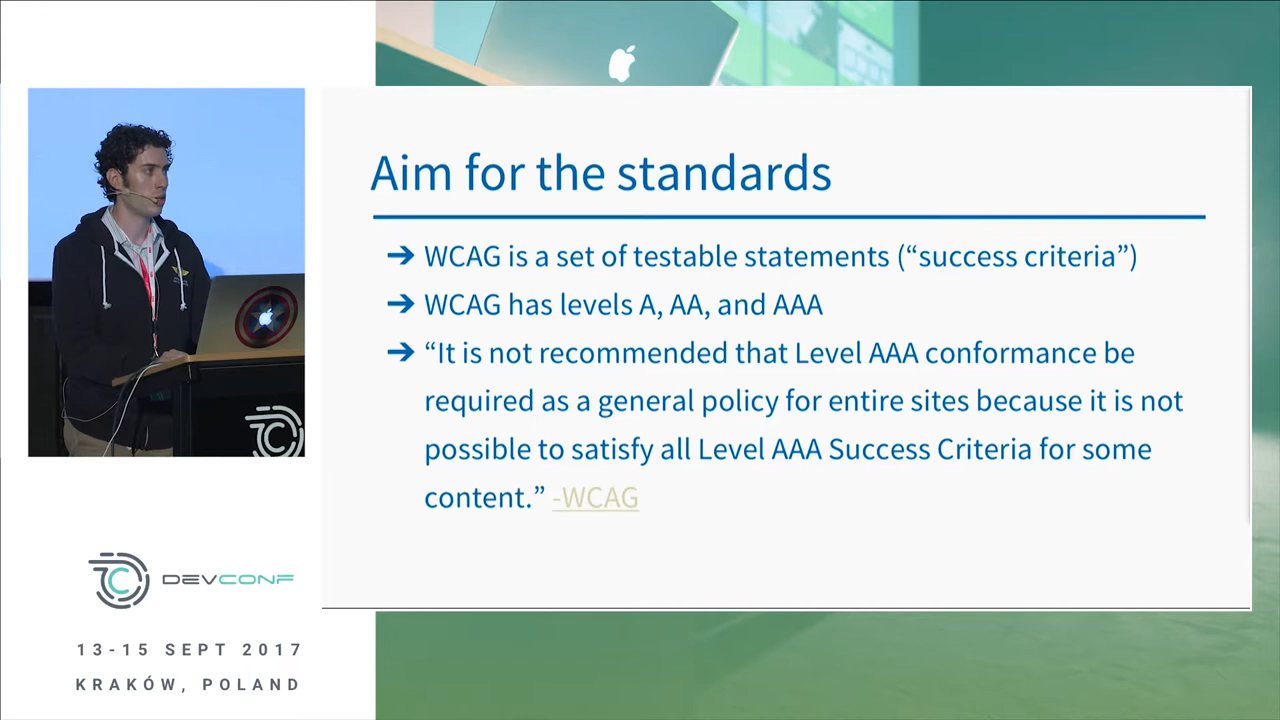 Aim for the standards
➔ WCAG is a set of testable statements (“success criteria”)
➔ WCAG has levels A, AA, and AAA
➔ “It is not recommended that Level AAA conformance be
required as a general policy for entire sites because it is not
possible to satisfy all Level AAA Success Criteria for some
content.” -WCAG
DEVCONF
13-15 SEPT 2017
KRAKÓW, POLAND